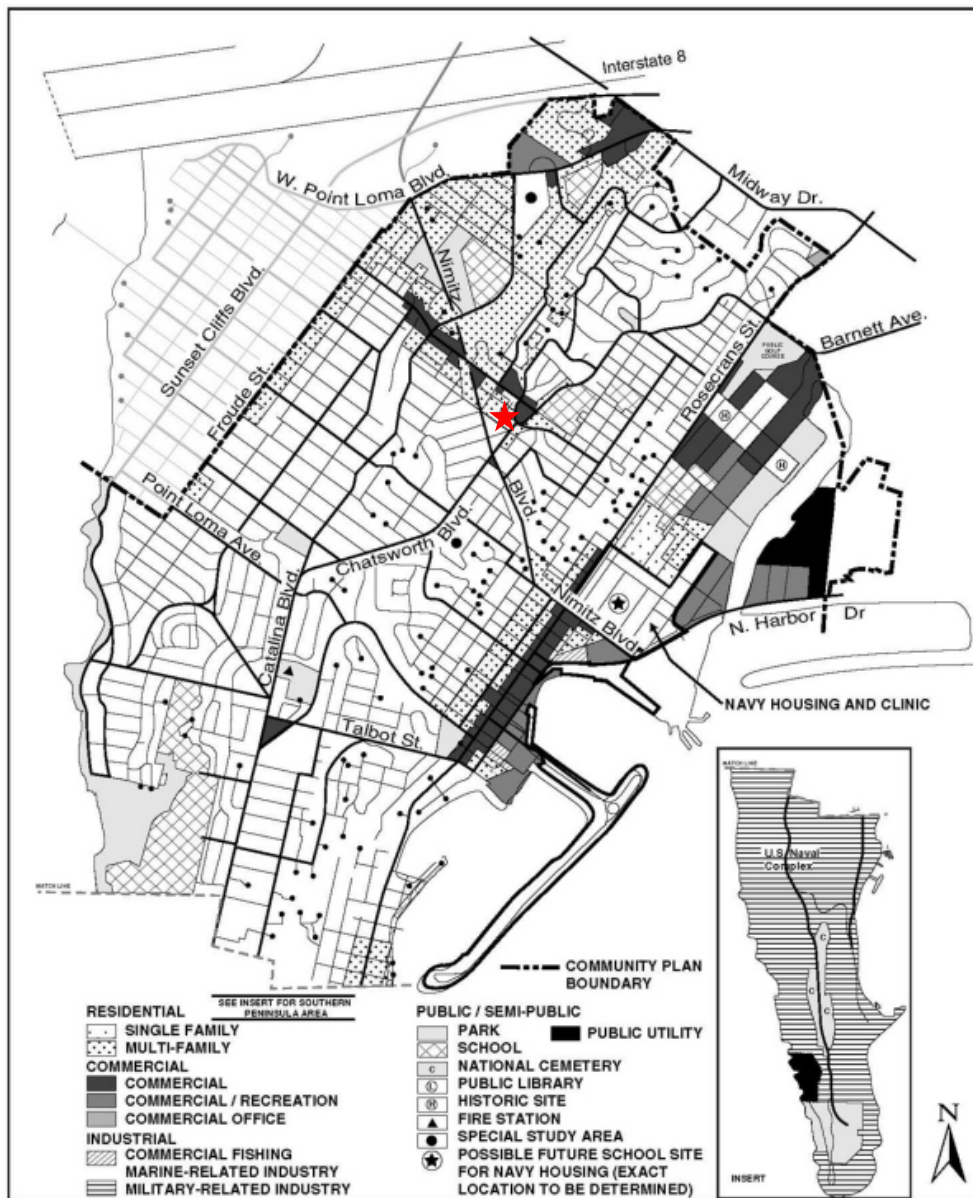 Interstate 8
W. Point Loma Blvd.
Midway Dr.
Nimitz
Sunset Cliffs Blvd.
Froude St.
Rosecrans St.
Barnett Ave.
PUBLIC
GOLF
COURSE
H
H
Point Loma Ave.
Blvd.
Chatsworth Blvd.
Catalina Blvd.
Nimitz Blvd.
N. Harbor Dr
NAVY HOUSING AND CLINIC
Talbot St.
MATCH LINE
MATCH LINE
U.S. Naval
Complex
C
C
C
INSERT
N
COMMUNITY PLAN
BOUNDARY
SEE INSERT FOR SOUTHERN
PENINSULA AREA
RESIDENTIAL
SINGLE FAMILY
MULTI-FAMILY
COMMERCIAL
COMMERCIAL
COMMERCIAL / RECREATION
COMMERCIAL OFFICE
INDUSTRIAL
COMMERCIAL FISHING
MARINE-RELATED INDUSTRY
MILITARY-RELATED INDUSTRY
PUBLIC / SEMI-PUBLIC
PARK
PUBLIC UTILITY
SCHOOL
C NATIONAL CEMETERY
L PUBLIC LIBRARY
H HISTORIC SITE
FIRE STATION
SPECIAL STUDY AREA
POSSIBLE FUTURE SCHOOL SITE
FOR NAVY HOUSING (EXACT
LOCATION TO BE DETERMINED)